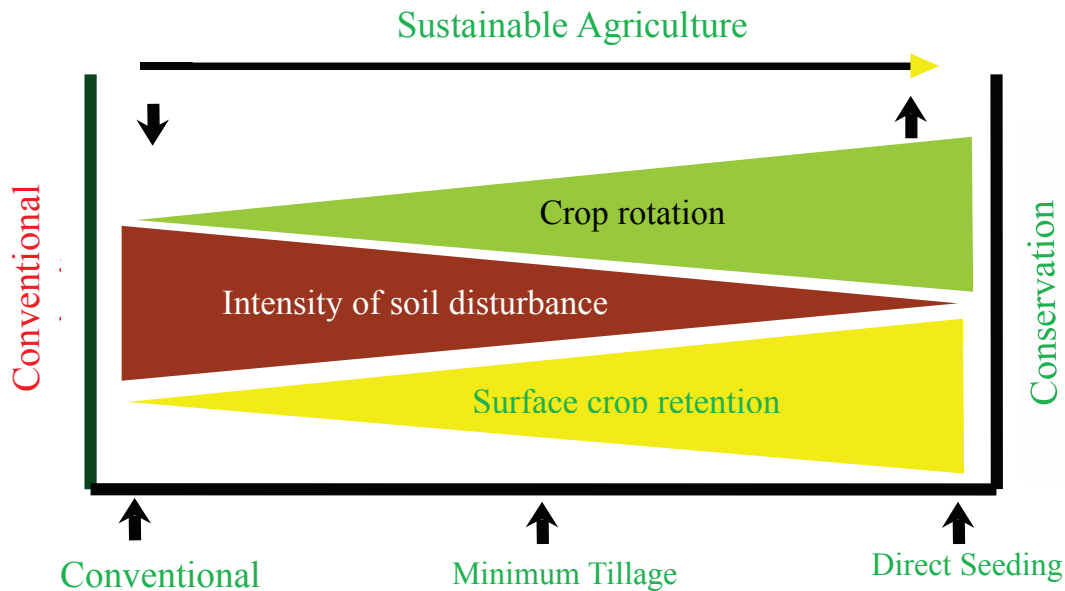 Sustainable Agriculture
Conventional
Crop rotation
Intensity of soil disturbance
Surface crop retention
Conservation
Conventional
Minimum Tillage
Direct Seeding